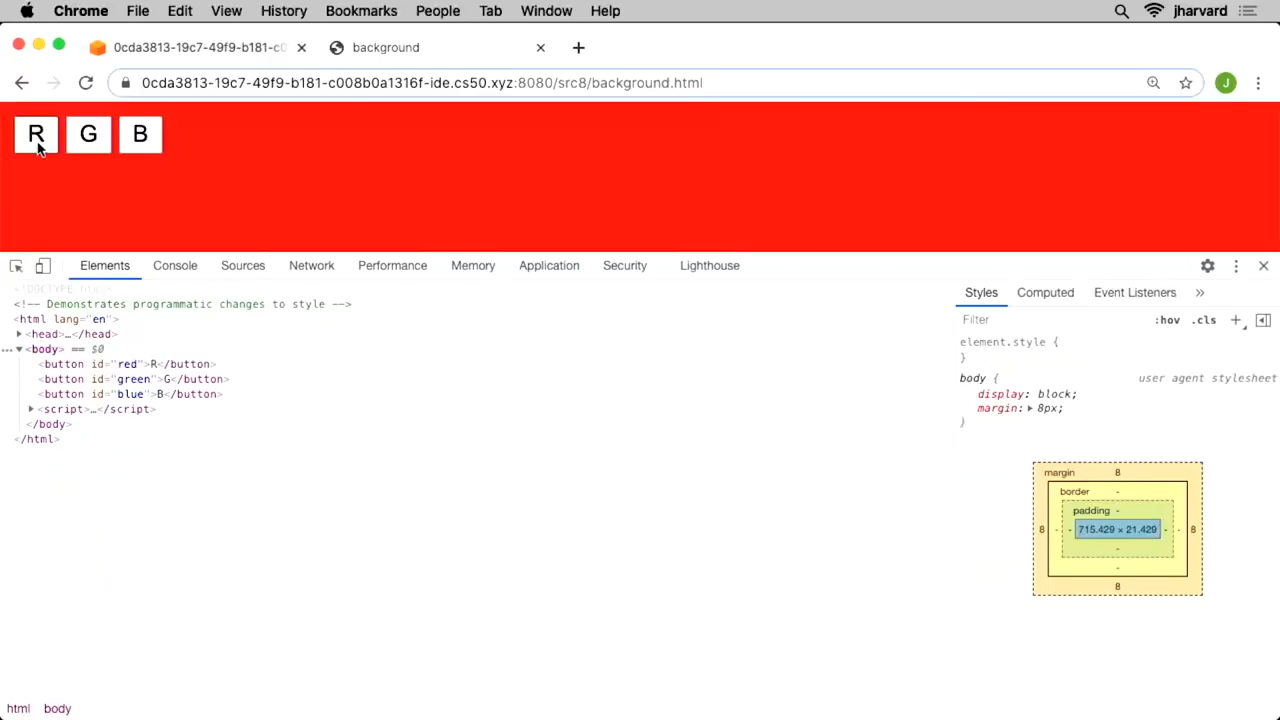 Chrome File Edit View History Bookmarks People Tab Window Help jharvard
0cda3813-19c7-49f9-b181-c0 background
0cda3813-19c7-49f9-b181-c008b0a1316f-ide.cs50.xyz:8080/src8/background.html J
R G B
Elements Console Sources Network Performance Memory Application Security Lighthouse
<!DOCTYPE html>
<!-- Demonstrates programmatic changes to style -->
<html lang="en">
<head>…</head>
<body> == $0
<button id="red">R</button>
<button id="green">G</button>
<button id="blue">B</button>
<script>…</script>
</body>
</html>
Styles Computed Event Listeners »
Filter :hov .cls +
element.style {
}
body { user agent stylesheet
display: block;
margin: 8px;
}
margin 8
border -
padding -
8 - - 715.429 × 21.429 - - 8
-
-
8
html body